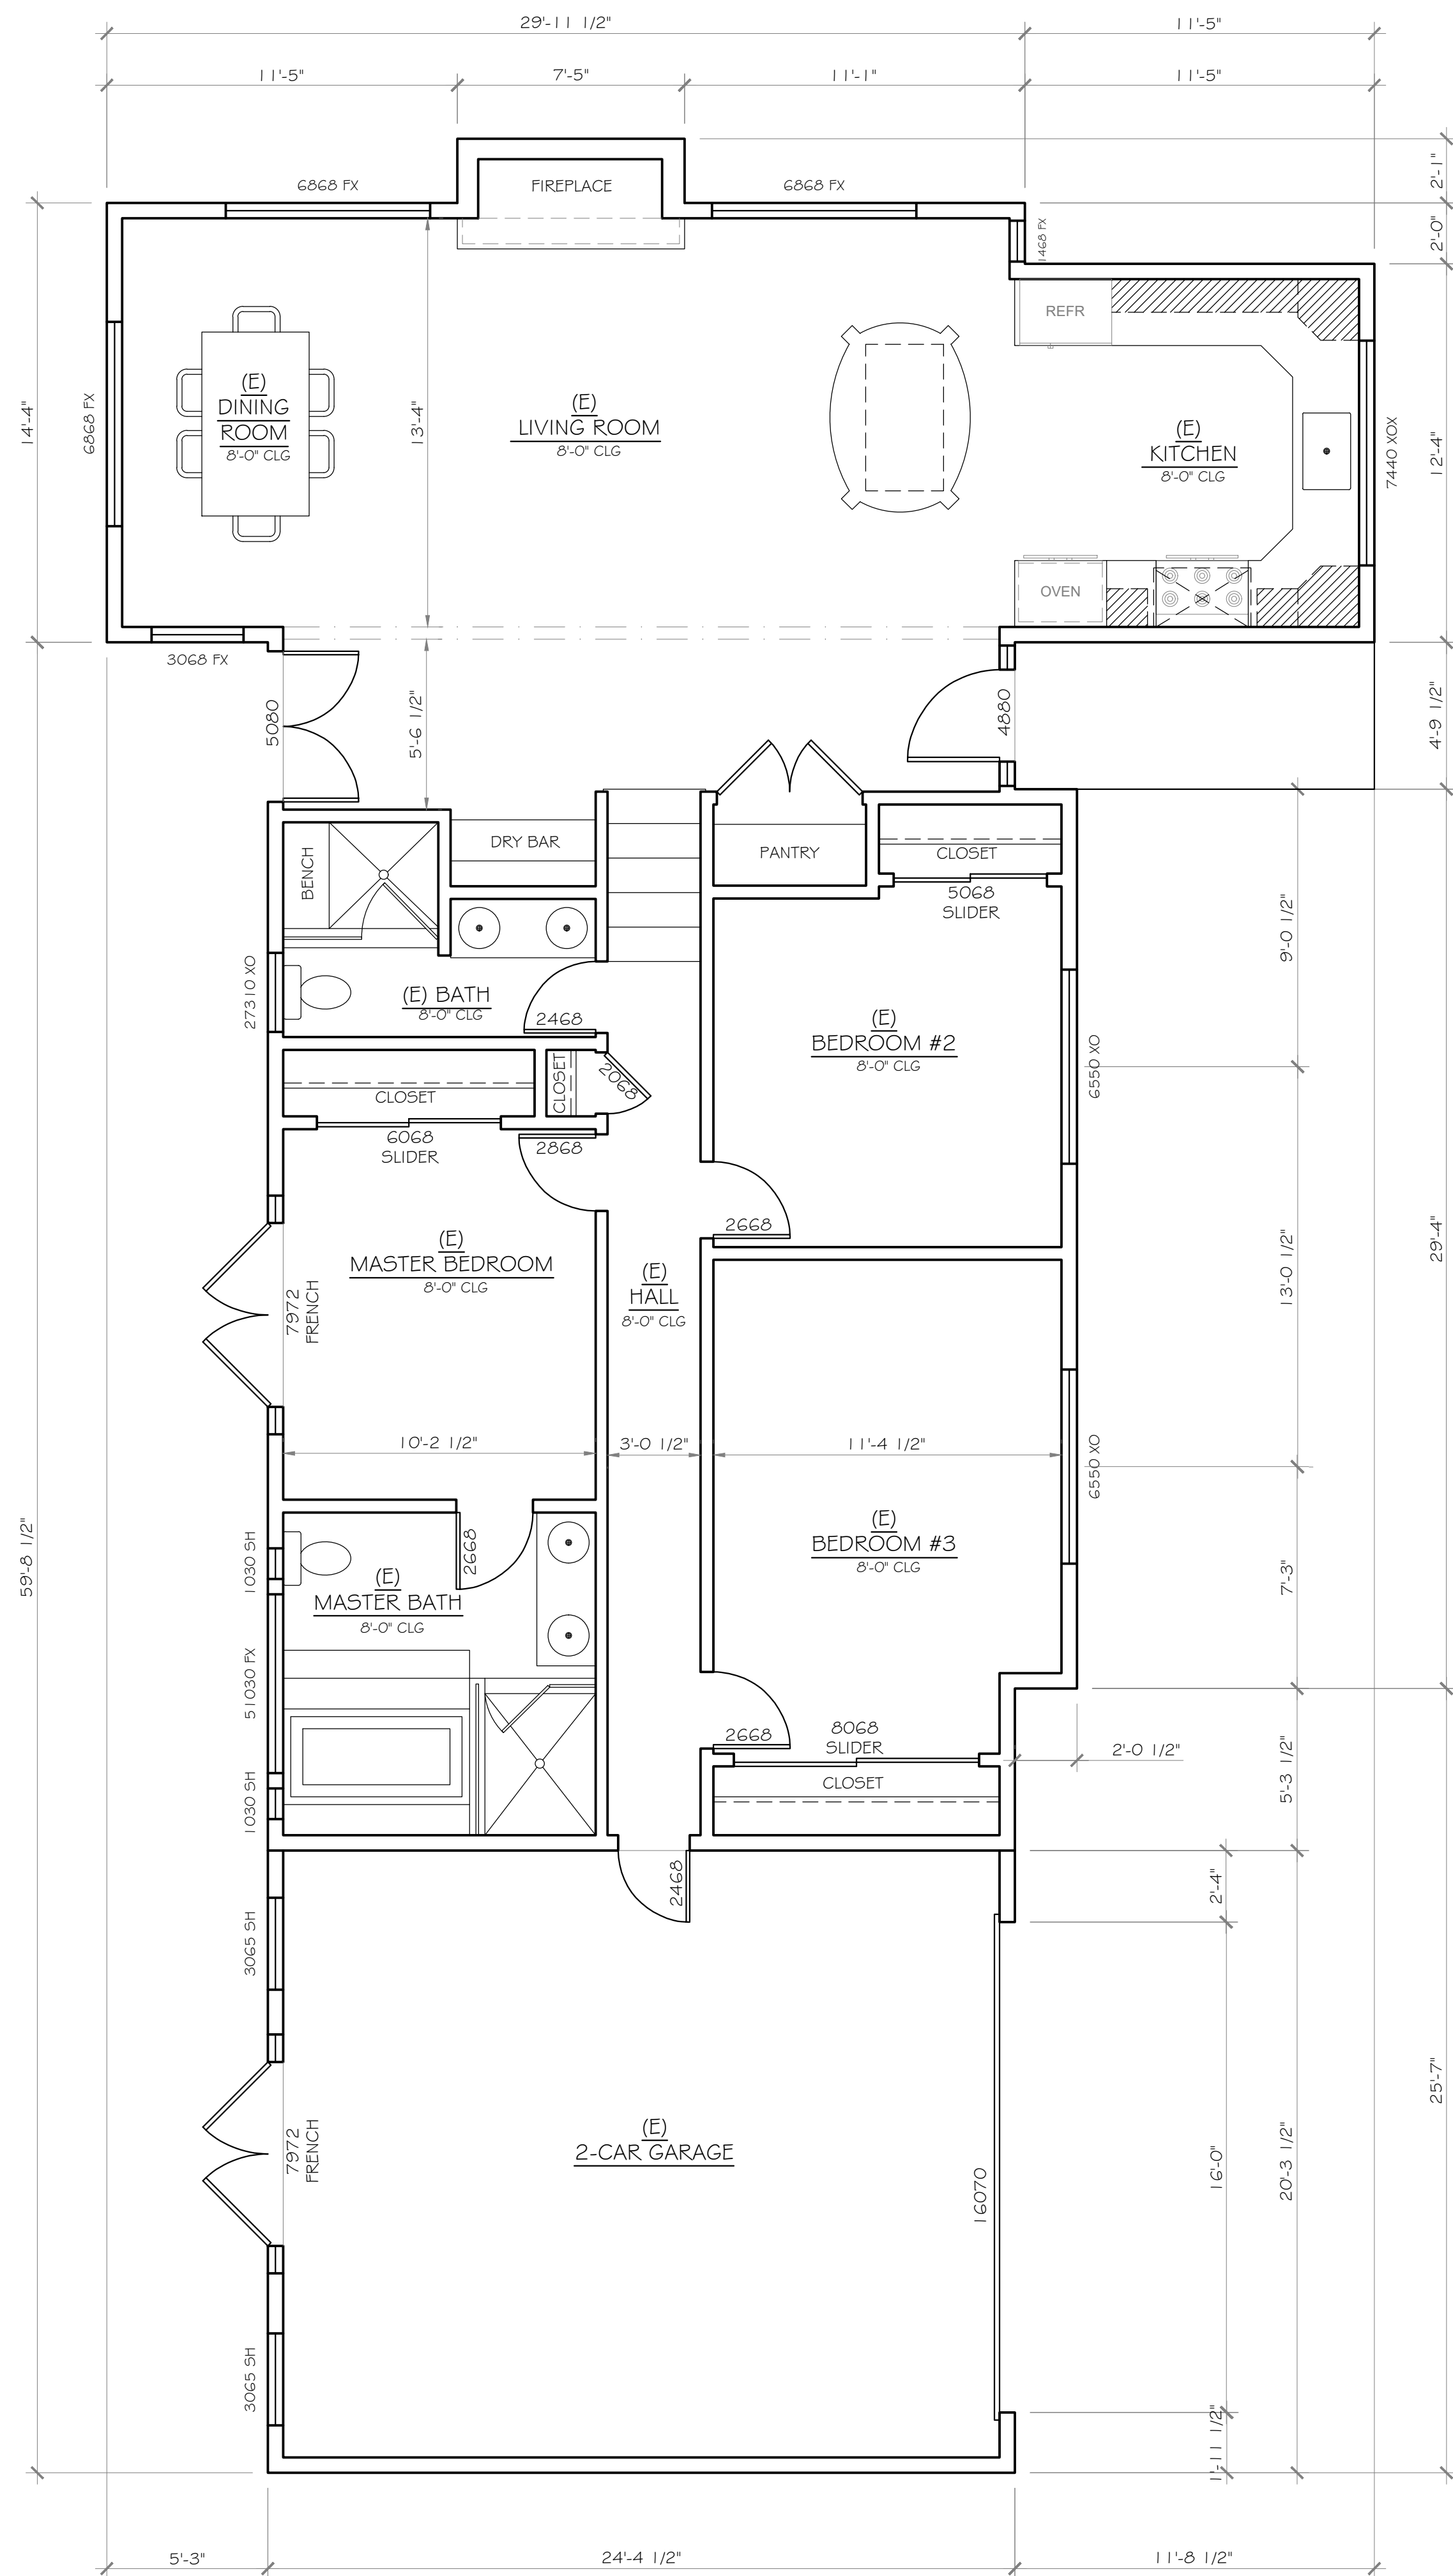 29'-11 1/2"
11'-5"
11'-5"
7'-5"
11'-1"
11'-5"
2'-1"
6868 FX
FIREPLACE
6868 FX
1468 FX
2'-0"
REFR
14'-4"
6868 FX
(E)
DINING
ROOM
8'-0" CLG
13'-4"
(E)
LIVING ROOM
8'-0" CLG
(E)
KITCHEN
8'-0" CLG
7440 XOX
12'-4"
OVEN
3068 FX
5080
5'-6 1/2"
4880
4'-9 1/2"
BENCH
DRY BAR
PANTRY
CLOSET
5068
SLIDER
9'-0 1/2"
27310 XO
(E) BATH
8'-0" CLG
2468
(E)
BEDROOM #2
8'-0" CLG
6550 XO
CLOSET
CLOSET
2068
6068
SLIDER
2868
2668
29'-4"
(E)
MASTER BEDROOM
8'-0" CLG
7972
FRENCH
(E)
HALL
8'-0" CLG
13'-0 1/2"
10'-2 1/2"
3'-0 1/2"
11'-4 1/2"
6550 XO
59'-8 1/2"
1030 SH
2668
(E)
MASTER BATH
8'-0" CLG
(E)
BEDROOM #3
8'-0" CLG
7'-3"
51030 FX
2668
8068
SLIDER
2'-0 1/2"
CLOSET
1030 SH
5'-3 1/2"
2468
2'-4"
3065 SH
25'-7"
7972
FRENCH
(E)
2-CAR GARAGE
16070
16'-0"
20'-3 1/2"
3065 SH
1'-11 1/2"
5'-3"
24'-4 1/2"
11'-8 1/2"